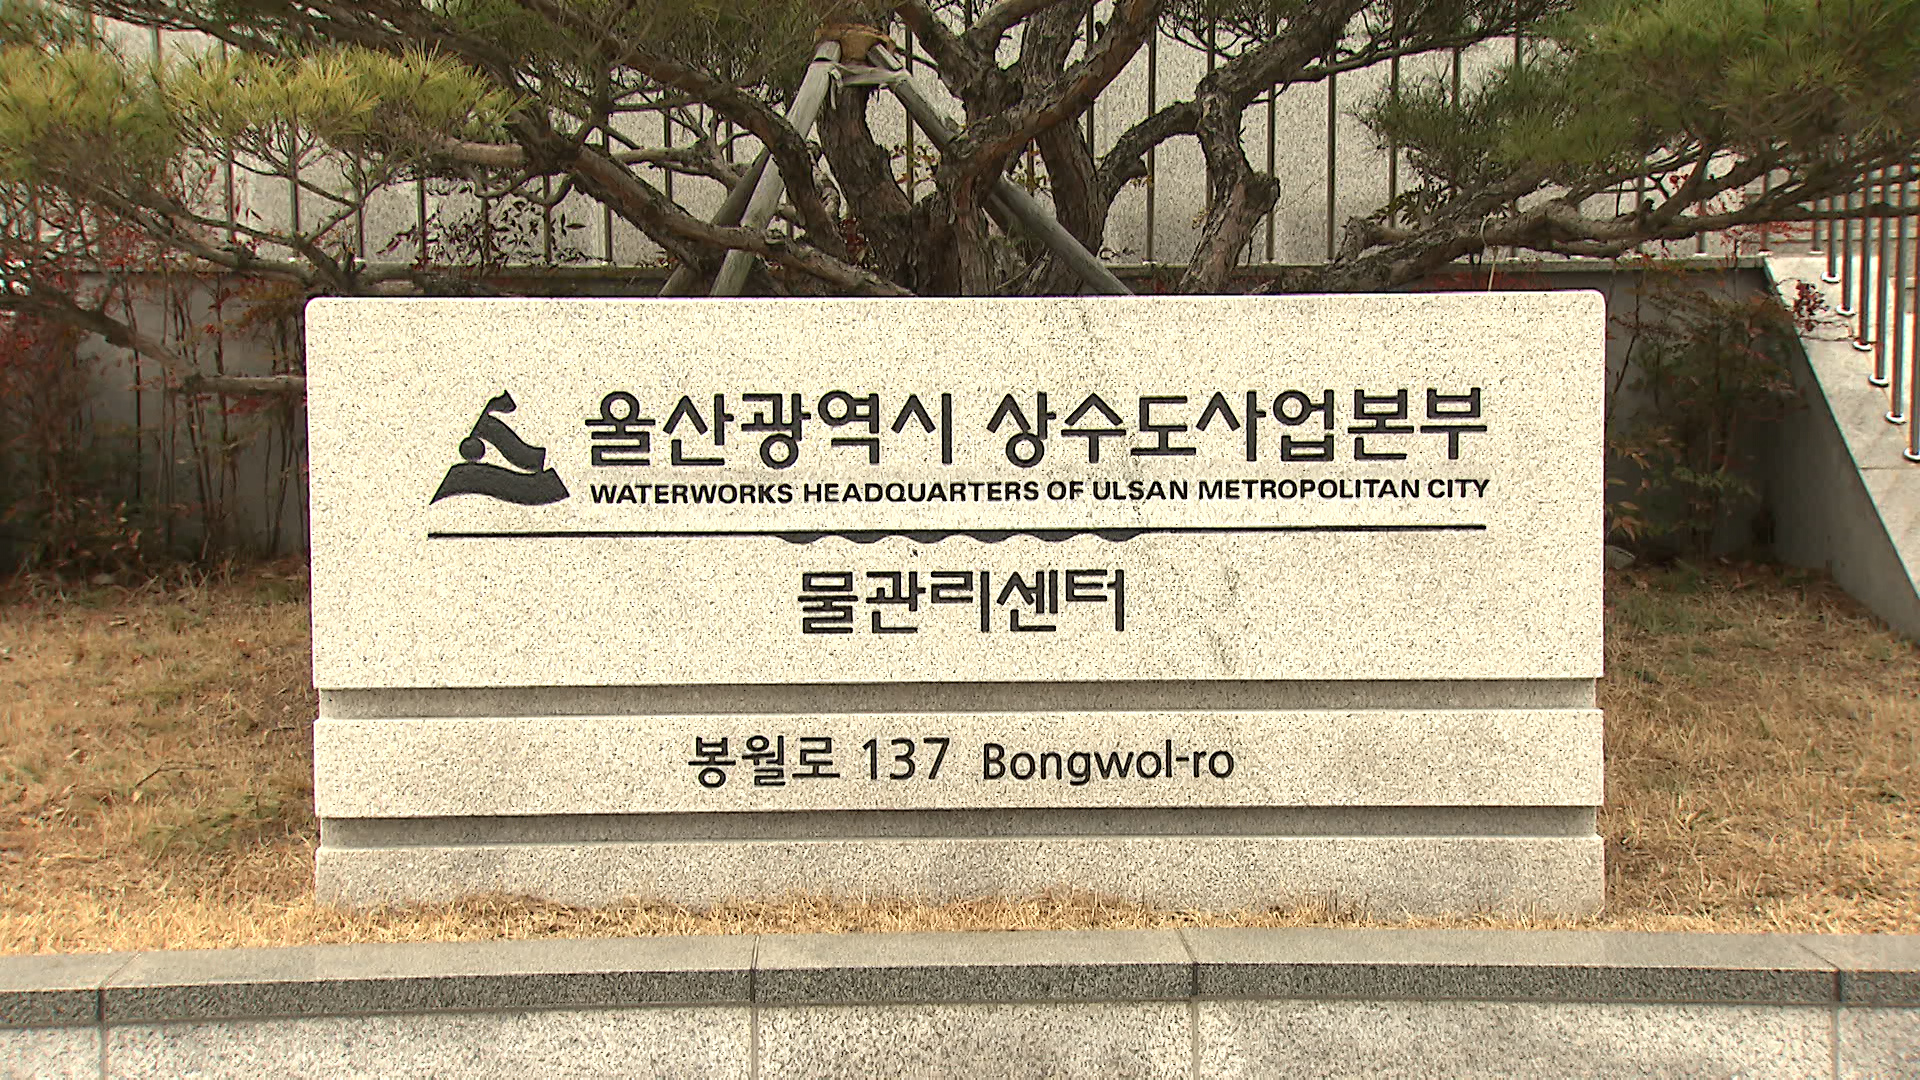 울산광역시 상수도사업본부
WATERWORKS HEADQUARTERS OF ULSAN METROPOLITAN CITY
물관리센터
봉월로 137 Bongwol-ro